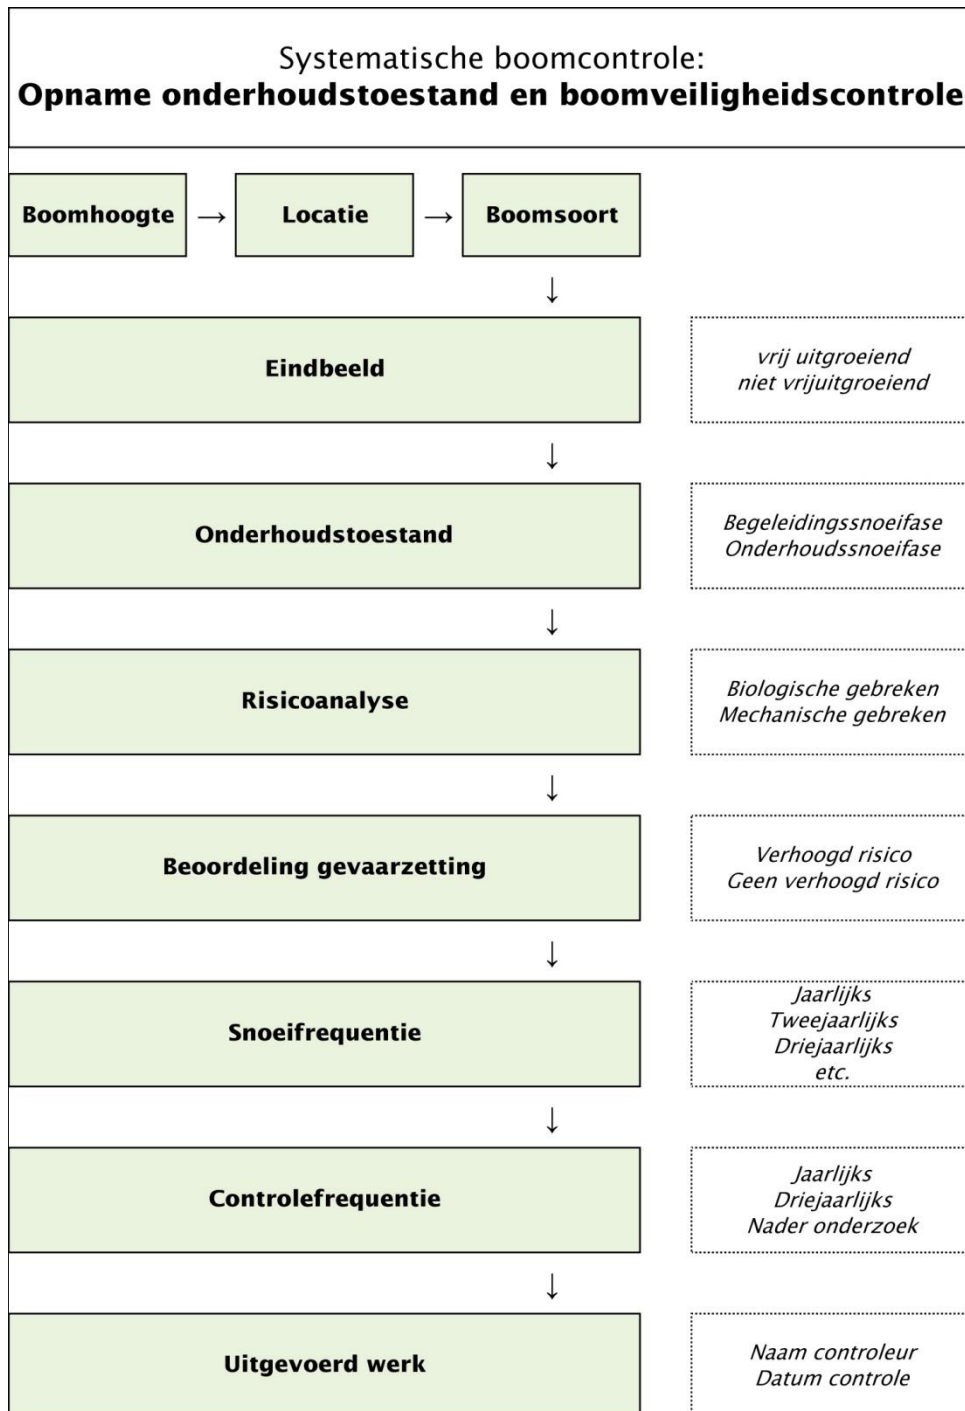 Systematische boomcontrole:
Opname onderhoudstoestand en boomveiligheidscontrole
Boomhoogte → Locatie → Boomsoort
↓
Eindbeeld
vrij uitgroeiend
niet vrijuitgroeiend
↓
Onderhoudstoestand
Begeleidingssnoeifase
Onderhoudssnoeifase
↓
Risicoanalyse
Biologische gebreken
Mechanische gebreken
↓
Beoordeling gevaarzetting
Verhoogd risico
Geen verhoogd risico
↓
Snoeifrequentie
Jaarlijks
Tweejaarlijks
Driejaarlijks
etc.
↓
Controlefrequentie
Jaarlijks
Driejaarlijks
Nader onderzoek
↓
Uitgevoerd werk
Naam controleur
Datum controle